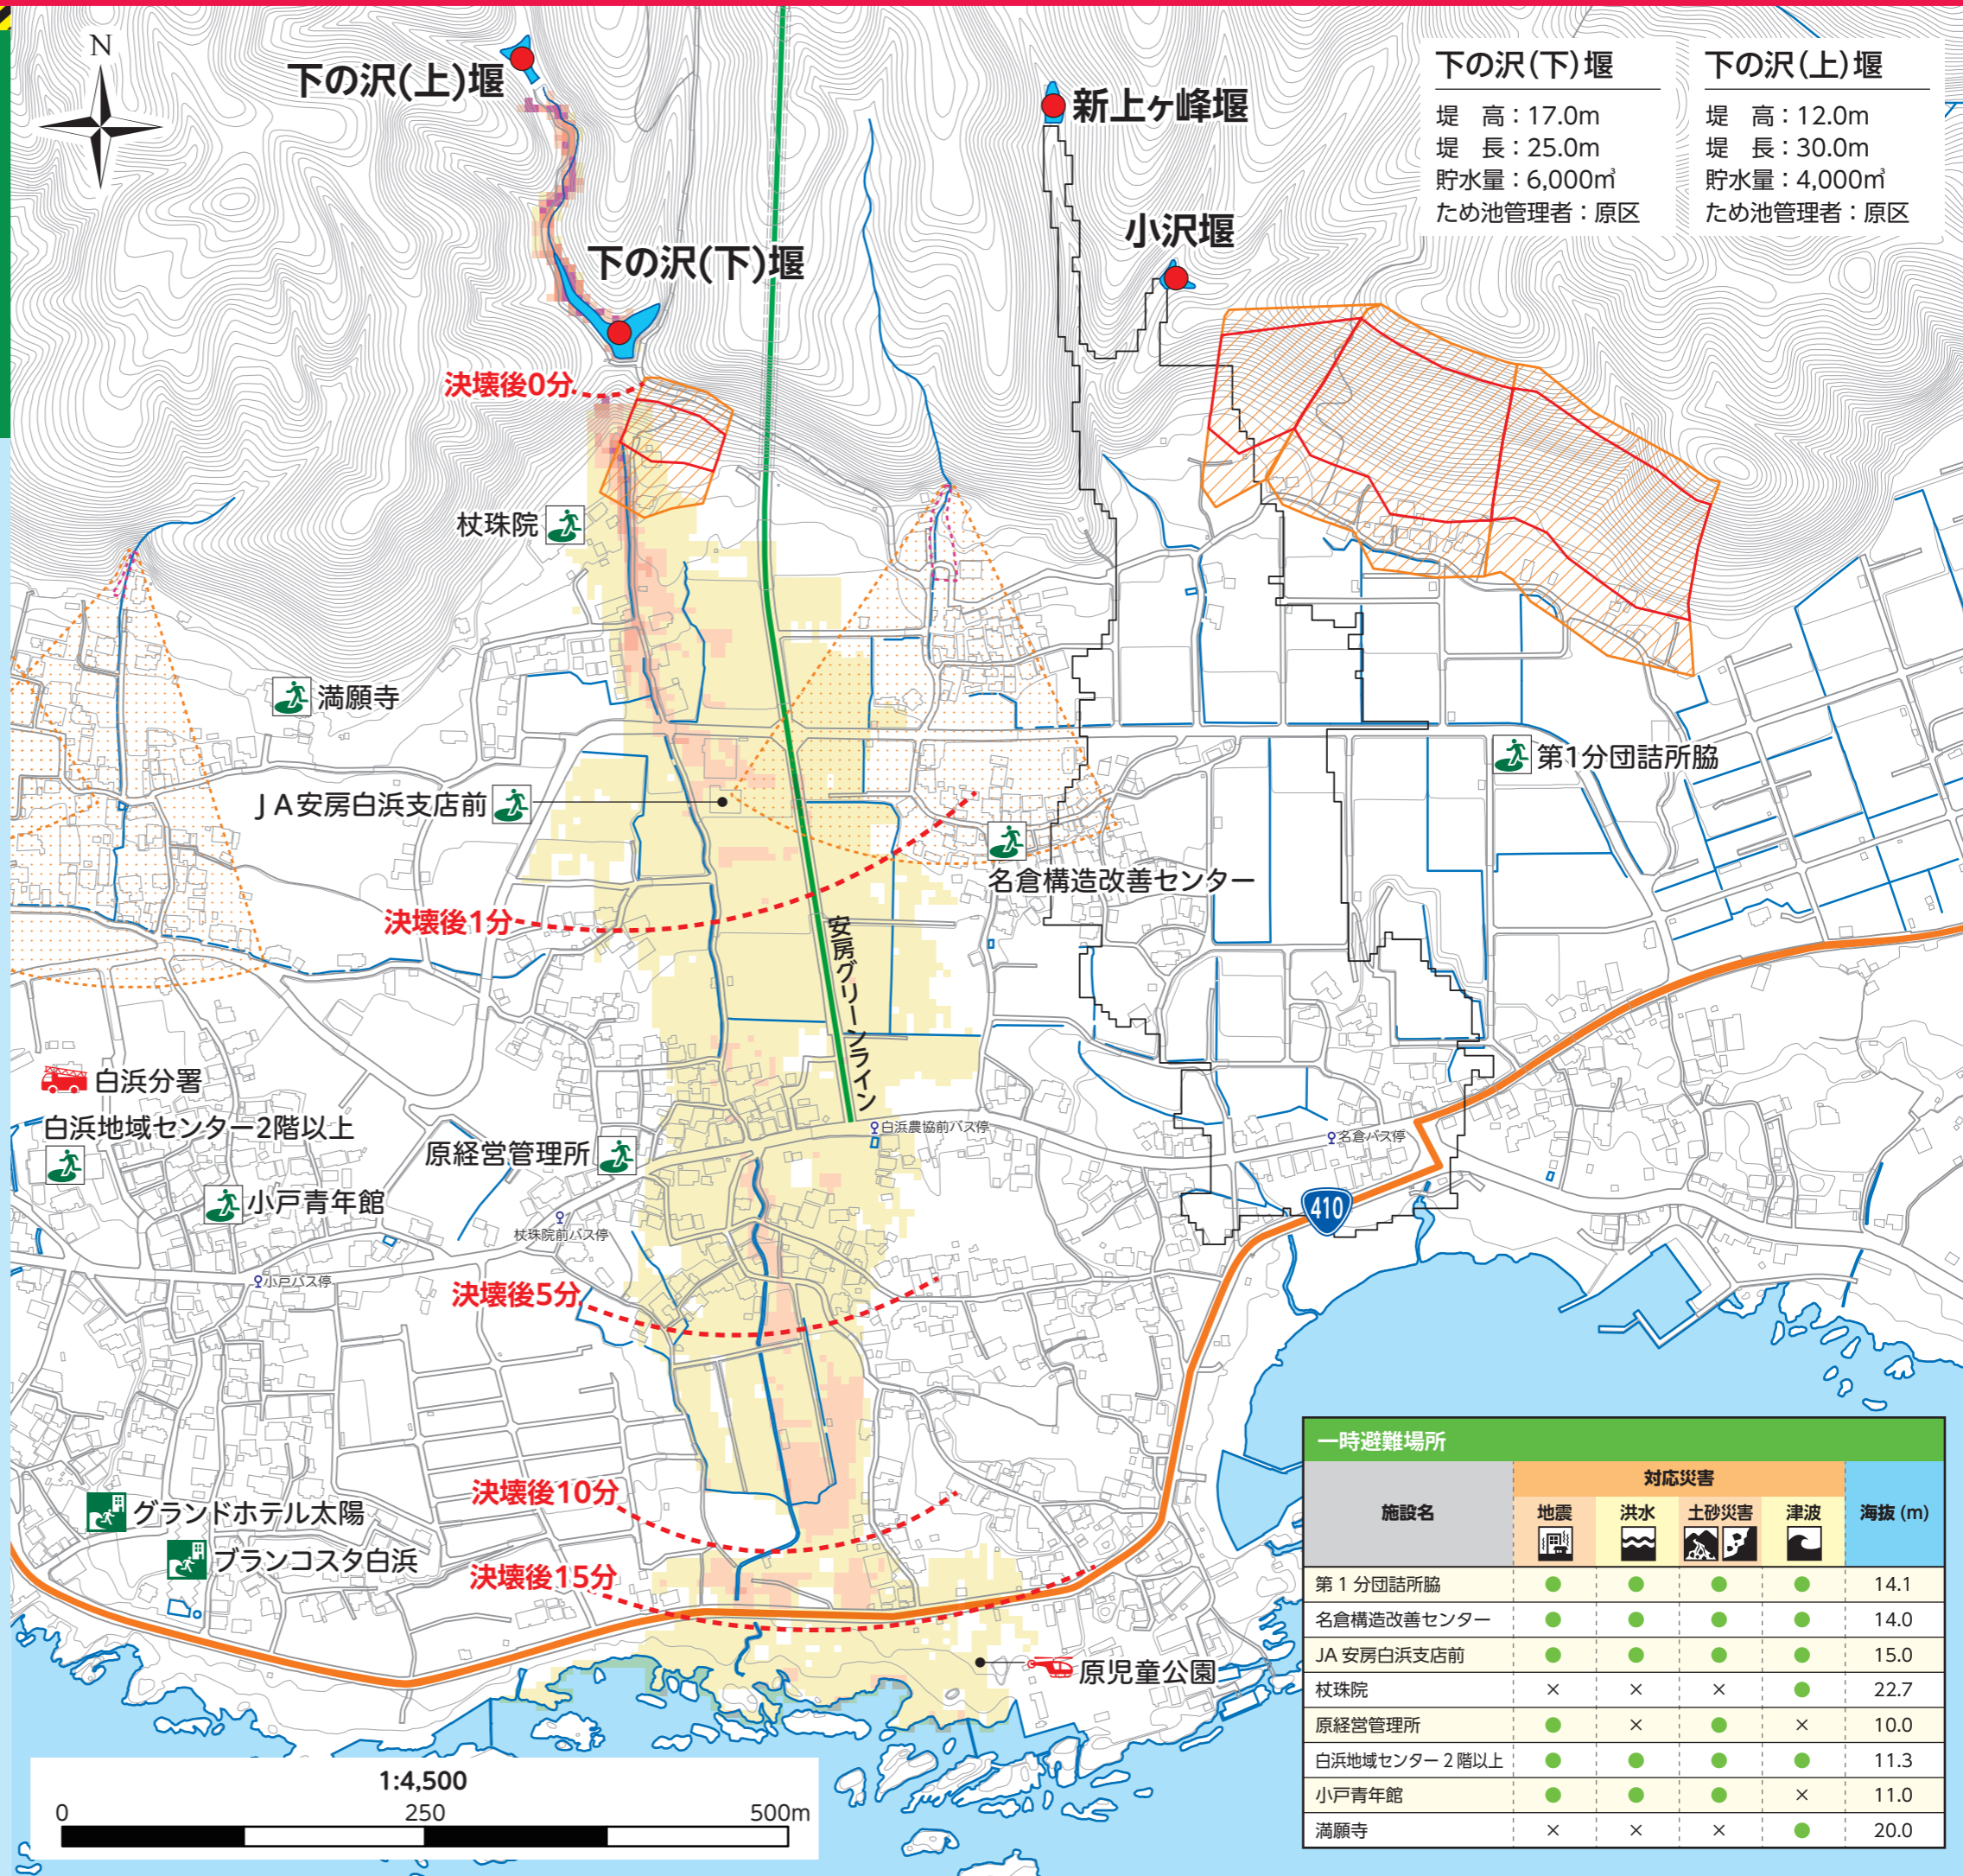 N
下の沢(上)堰
新上ヶ峰堰
下の沢(下)堰
堤　高：17.0m
堤　長：25.0m
貯水量：6,000㎥
ため池管理者：原区
下の沢(上)堰
堤　高：12.0m
堤　長：30.0m
貯水量：4,000㎥
ため池管理者：原区
小沢堰
下の沢(下)堰
決壊後0分
杖珠院
満願寺
第1分団詰所脇
JA安房白浜支店前
名倉構造改善センター
決壊後1分
安房グリーンライン
白浜分署
白浜地域センター2階以上
白浜農協前バス停
名倉バス停
原経営管理所
小戸青年館
410
杖珠院前バス停
小戸バス停
決壊後5分
決壊後10分
グランドホテル太陽
ブランコスタ白浜
決壊後15分
原児童公園
1:4,500
0 250 500m
一時避難場所
施設名 対応災害 海抜 (m)
地震 洪水 土砂災害 津波
第 1 分団詰所脇 ● ● ● ● 14.1
名倉構造改善センター ● ● ● ● 14.0
JA 安房白浜支店前 ● ● ● ● 15.0
杖珠院 × × × ● 22.7
原経営管理所 ● × ● × 10.0
白浜地域センター 2 階以上 ● ● ● ● 11.3
小戸青年館 ● ● ● × 11.0
満願寺 × × × ● 20.0